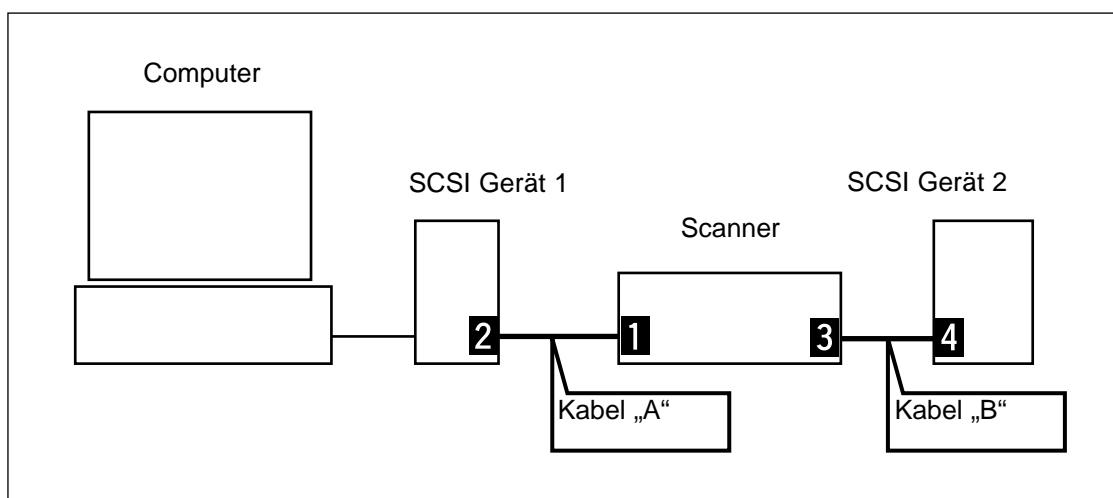 Computer
SCSI Gerät 1
SCSI Gerät 2
Scanner
2
1
3
4
Kabel „A“
Kabel „B“